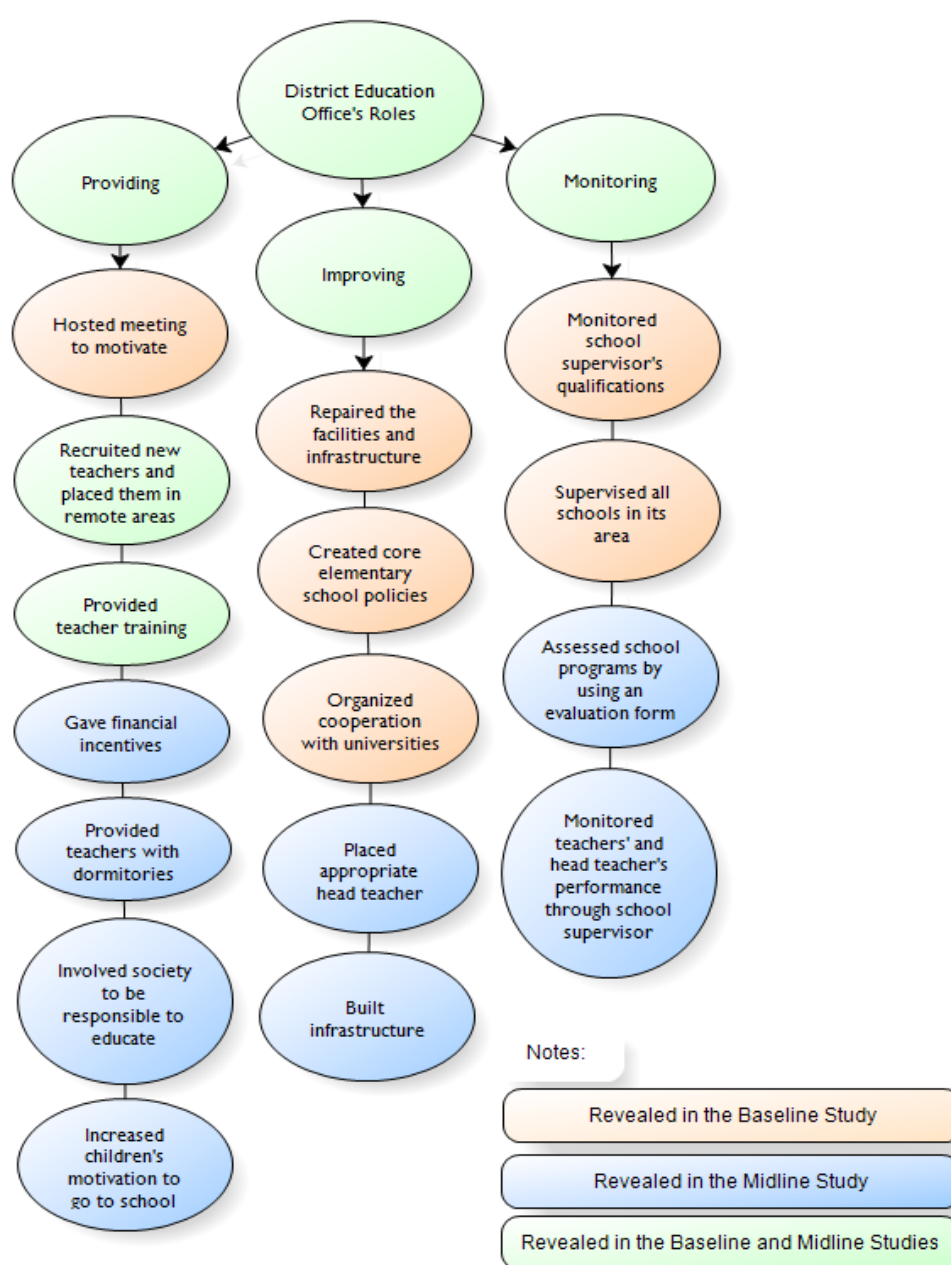 District Education
Office's Roles
Providing
Improving
Monitoring
Hosted meeting
to motivate
Recruited new
teachers and
placed them in
remote areas
Provided
teacher training
Gave financial
incentives
Provided
teachers with
dormitories
Involved society
to be
responsible to
educate
Increased
children's
motivation to
go to school
Repaired the
facilities and
infrastructure
Created core
elementary
school policies
Organized
cooperation
with universities
Placed
appropriate
head teacher
Built
infrastructure
Monitored
school
supervisor's
qualifications
Supervised all
schools in its
area
Assessed school
programs by
using an
evaluation form
Monitored
teachers' and
head teacher's
performance
through school
supervisor
Notes:
Revealed in the Baseline Study
Revealed in the Midline Study
Revealed in the Baseline and Midline Studies